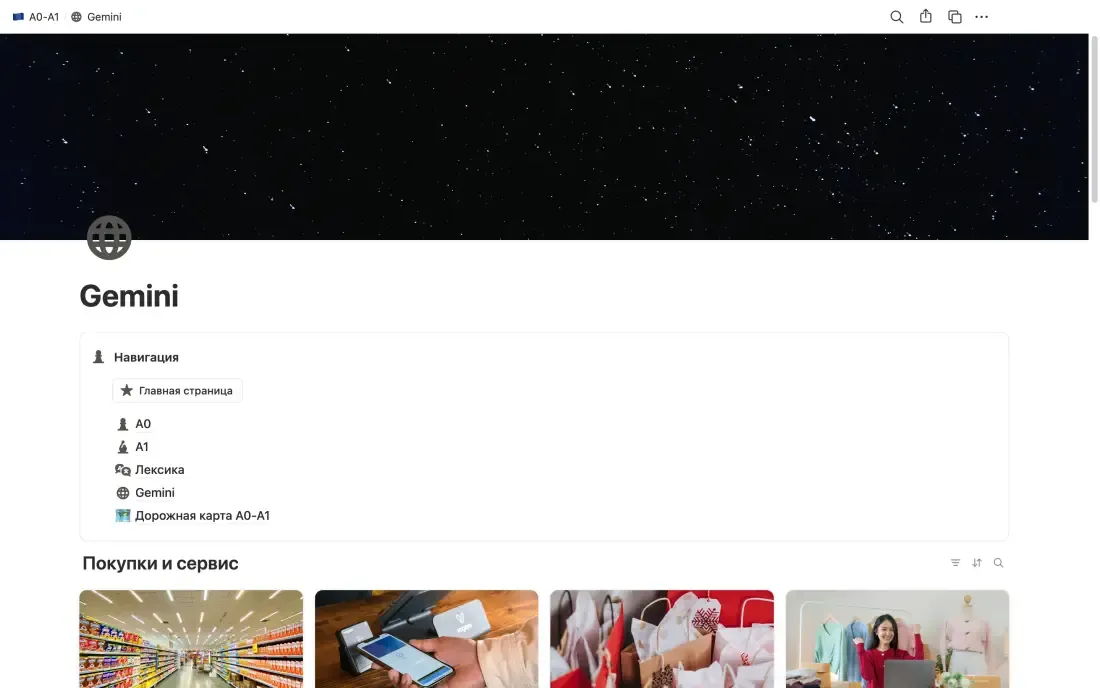 A0-A1
Gemini
Gemini
Навигация
Главная страница
A0
A1
Лексика
Gemini
Дорожная карта A0-A1
Покупки и сервис